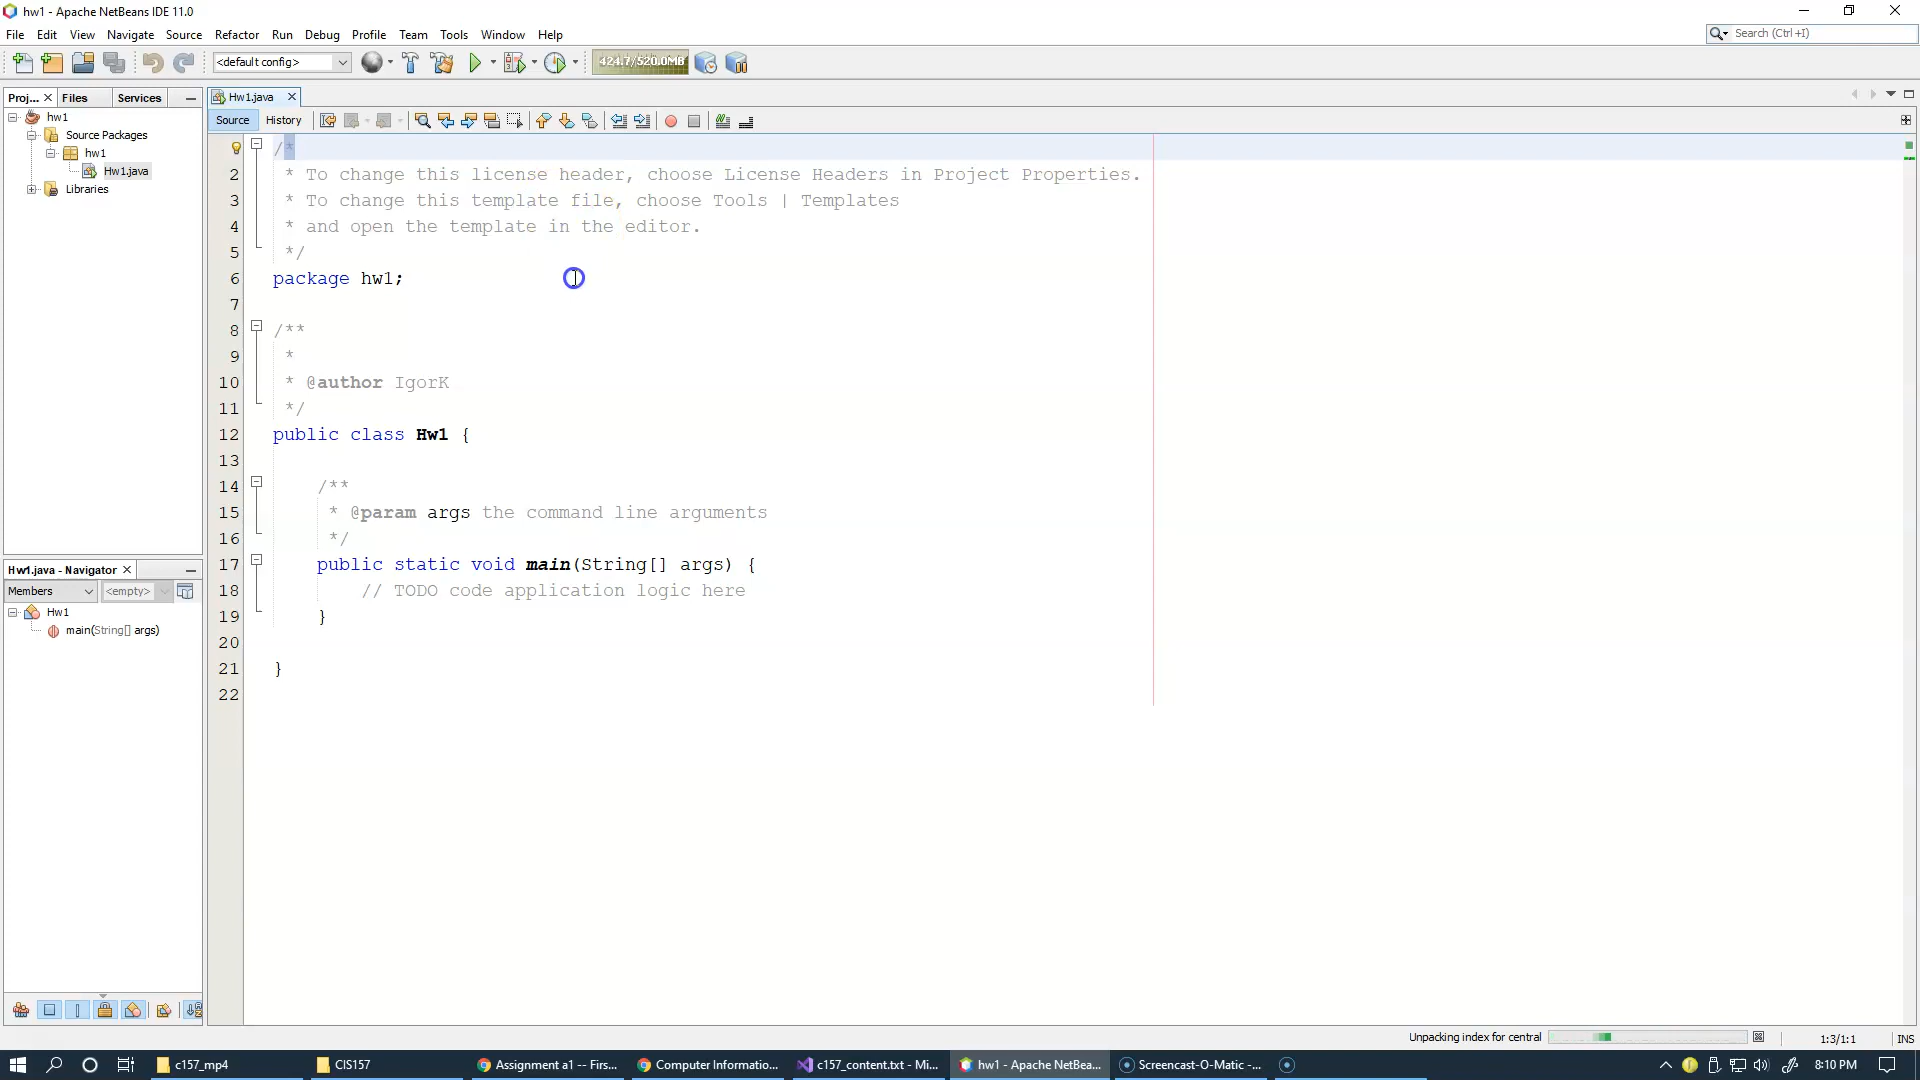 hw1 - Apache NetBeans IDE 11.0
File Edit View Navigate Source Refactor Run Debug Profile Team Tools Window Help
Search (Ctrl+I)
<default config>
424.7/520.0MB
Proj... Files Services
Hw1.java
Source History
hw1
Source Packages
hw1
Hw1.java
Libraries
/*
2 * To change this license header, choose License Headers in Project Properties.
3 * To change this template file, choose Tools | Templates
4 * and open the template in the editor.
5 */
6 package hw1;
7
8 /**
9 *
10 * @author IgorK
11 */
12 public class Hw1 {
13
14 /**
15 * @param args the command line arguments
16 */
17 public static void main(String[] args) {
18 // TODO code application logic here
19 }
20
21 }
22
Hw1.java - Navigator
Members <empty>
Hw1
main(String[] args)
Unpacking index for central
1:3/1:1
INS
c157_mp4
CIS157
Assignment a1 -- Firs...
Computer Informatio...
c157_content.txt - Mi...
hw1 - Apache NetBea...
Screencast-O-Matic -...
8:10 PM